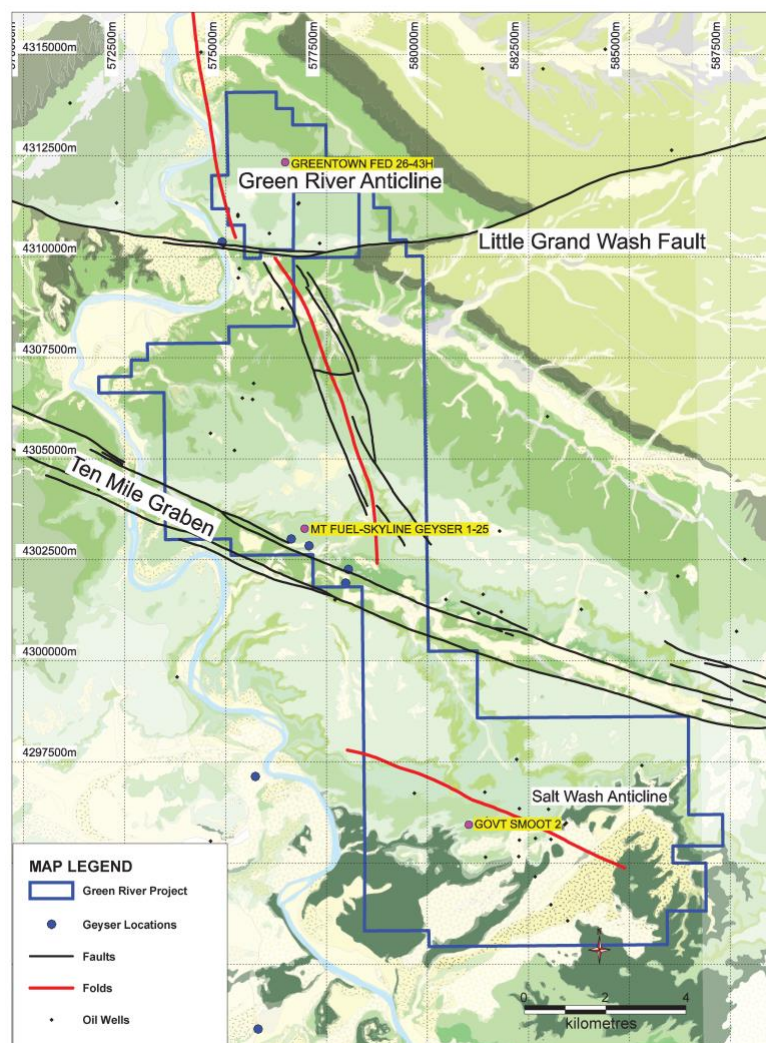 572500m
575000m
577500m
580000m
582500m
585000m
587500m
4315000m
4312500m
GREENTOWN FED 26-43H
Green River Anticline
Little Grand Wash Fault
4310000m
4307500m
4305000m
Ten Mile Graben
MT FUEL-SKYLINE GEYSER 1-25
4302500m
4300000m
4297500m
Salt Wash Anticline
GOVT SMOOT 2
MAP LEGEND
Green River Project
Geyser Locations
Faults
Folds
Oil Wells
0 2 4
kilometres